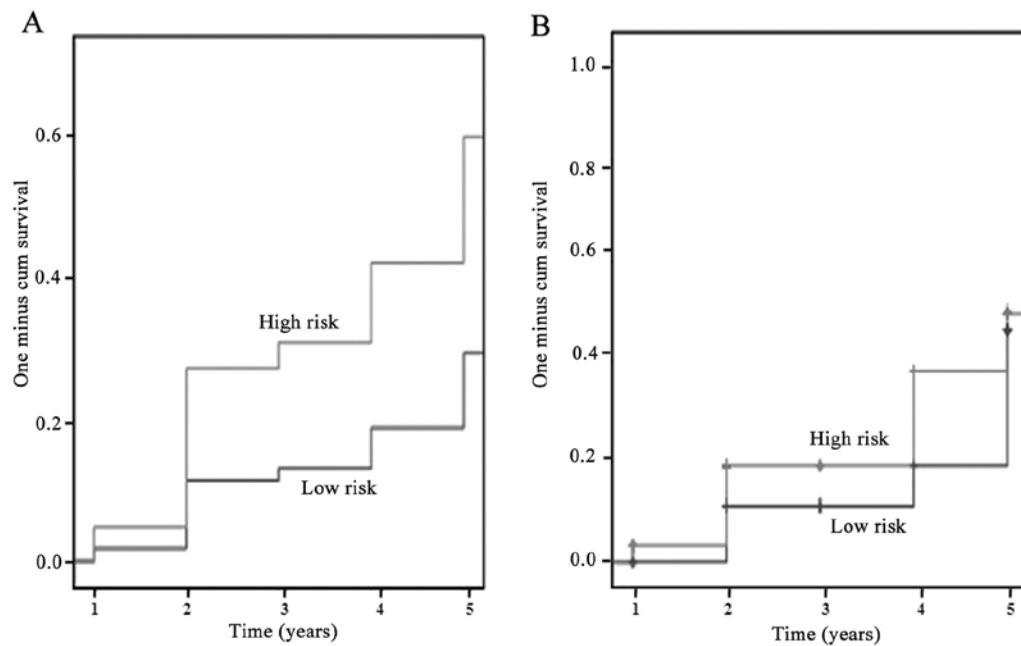 A
One minus cum survival
0.6
0.4
0.2
0.0
High risk
Low risk
1 2 3 4 5
Time (years)
B
One minus cum survival
1.0
0.8
0.6
0.4
0.2
0.0
High risk
Low risk
1 2 3 4 5
Time (years)